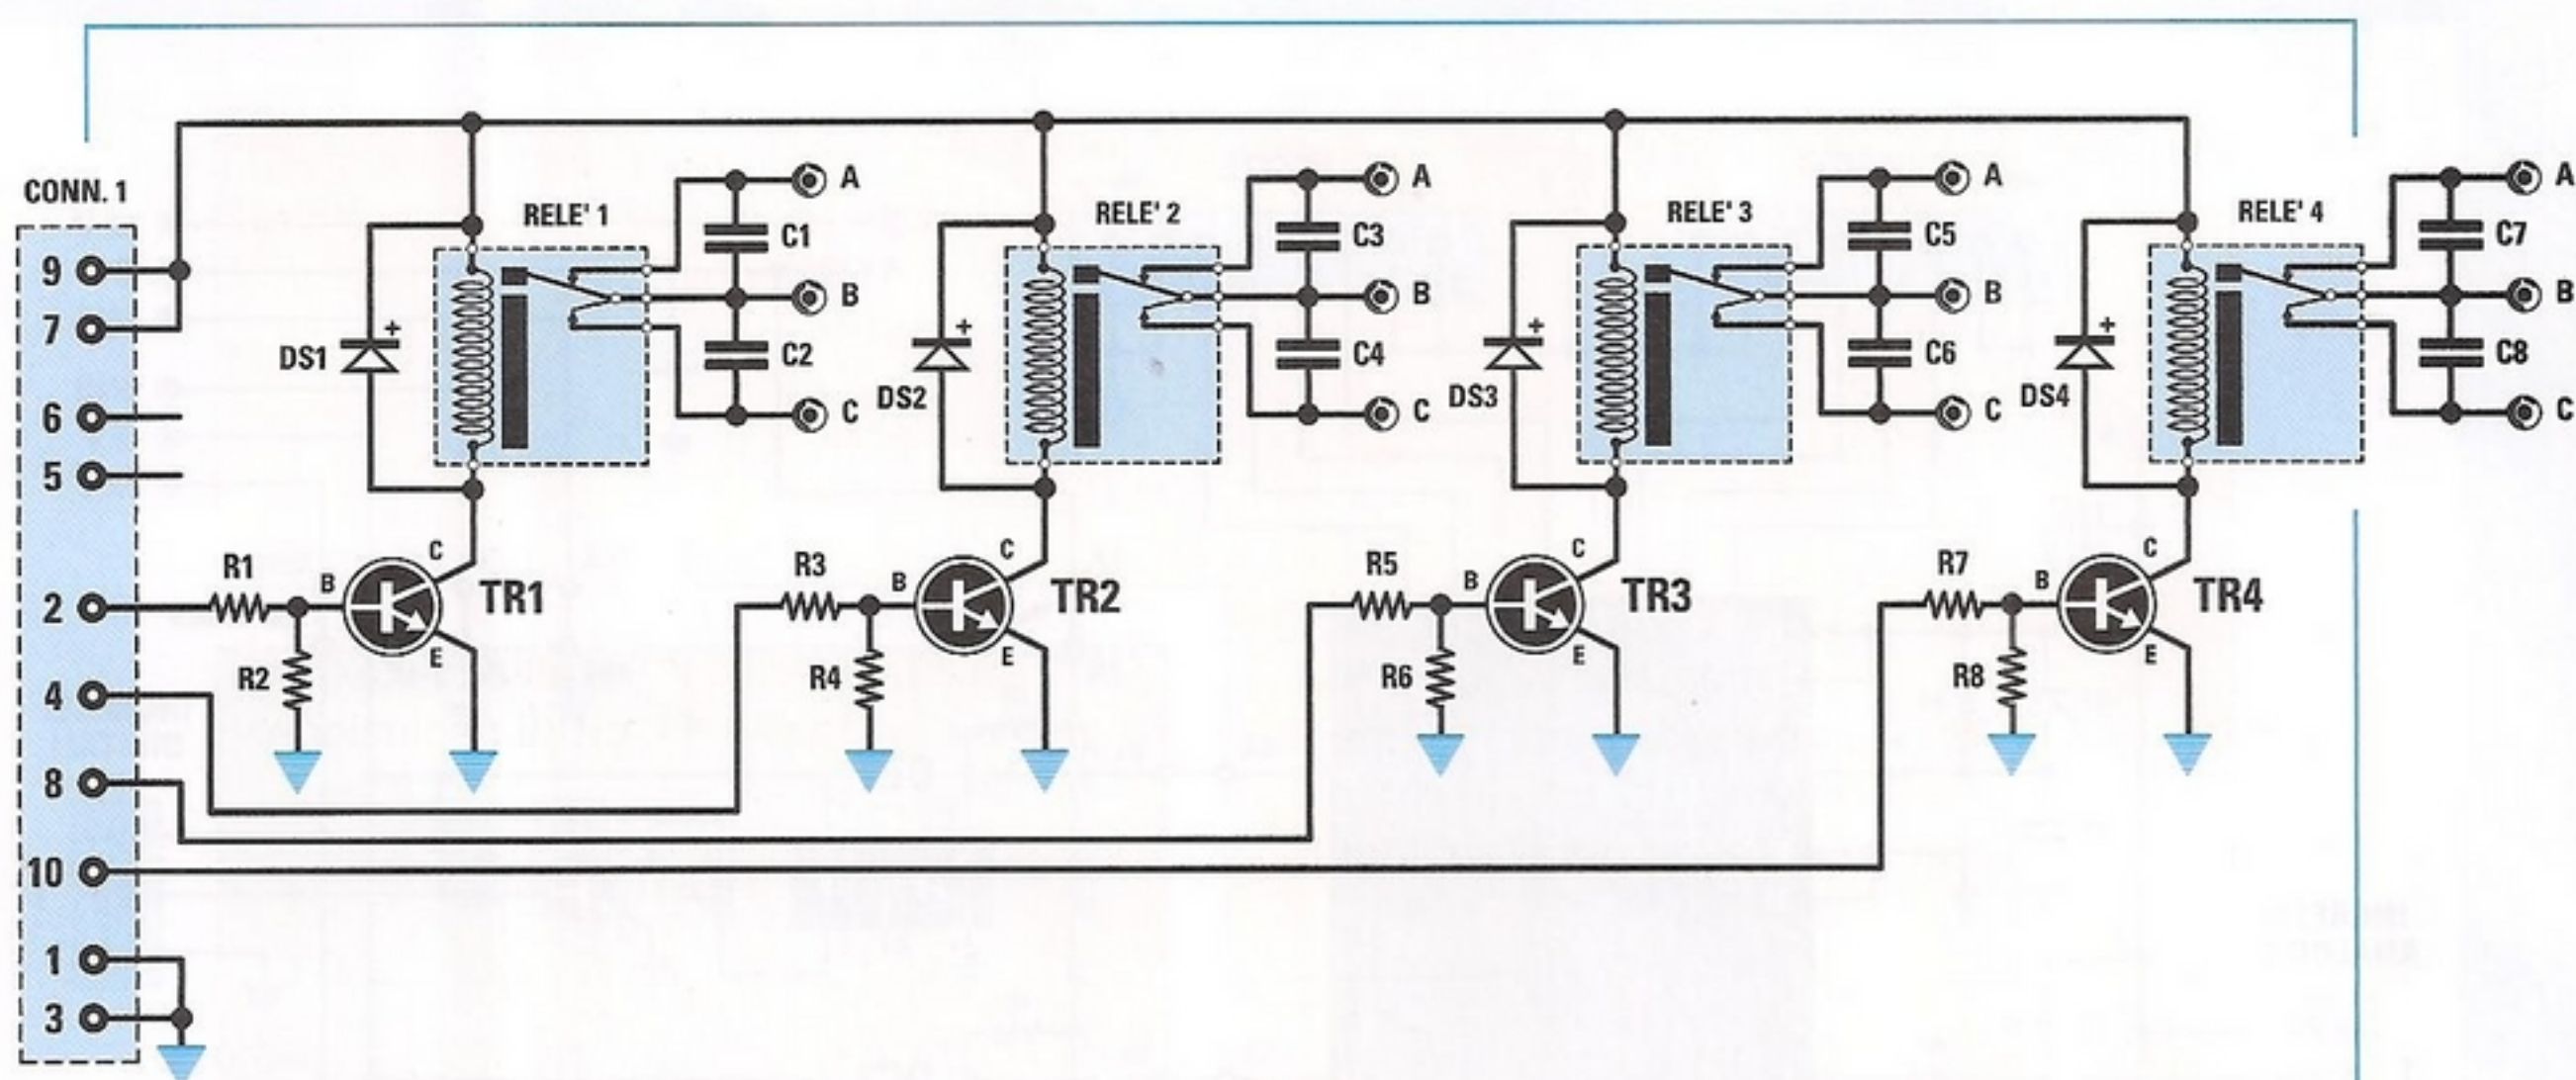 CONN. 1
9
7
6
5
2
4
8
10
1
3
RELE' 1
DS1
+
A
C1
B
C2
C
R1
R2
B
C
E
TR1
RELE' 2
DS2
+
A
C3
B
C4
C
R3
R4
B
C
E
TR2
RELE' 3
DS3
+
A
C5
B
C6
C
R5
R6
B
C
E
TR3
RELE' 4
DS4
+
A
C7
B
C8
C
R7
R8
B
C
E
TR4